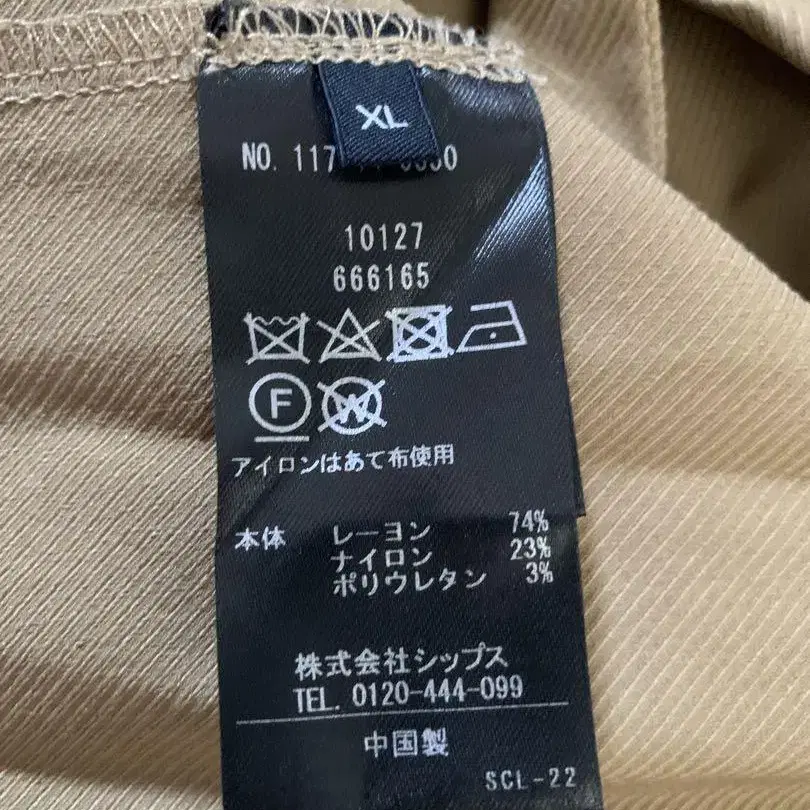 XL
NO. 117
10127
666165
F
W
アイロンはあて布使用
本体 レーヨン 74%
ナイロン 23%
ポリウレタン 3%
株式会社シップス
TEL. 0120-444-099
中国製
SCL-22